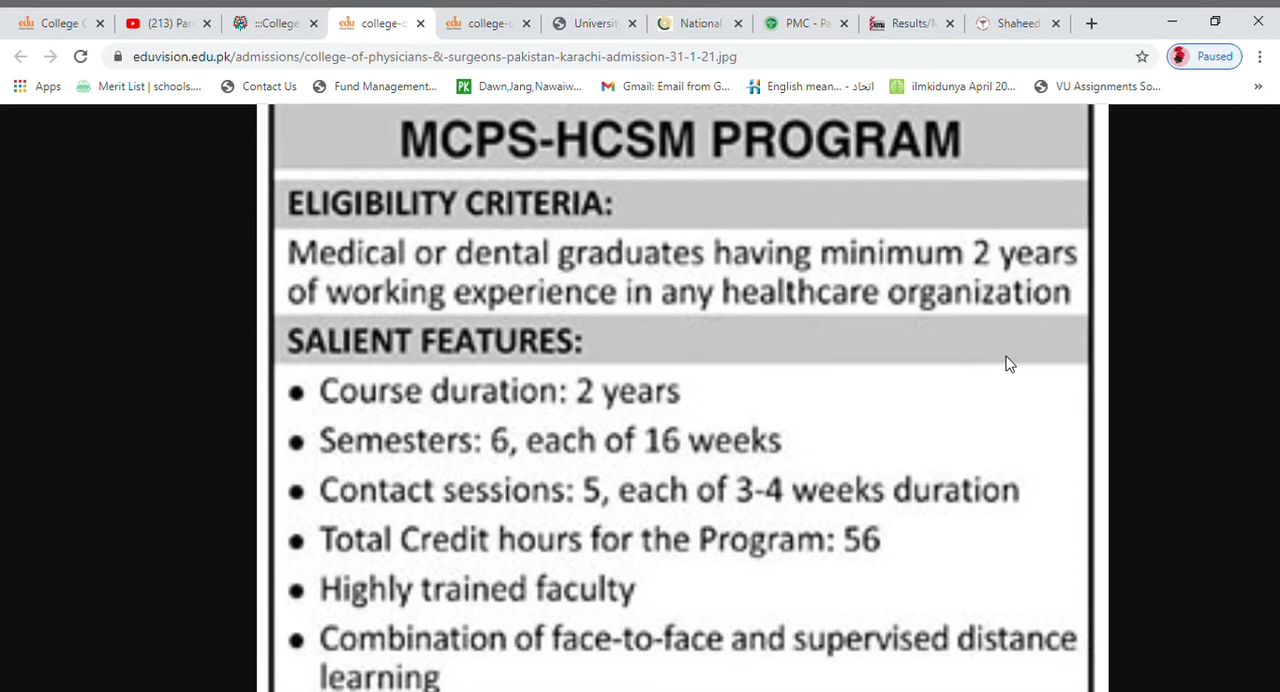 College C
(213) Pan
:::College
college-c
college-c
Universit
National
PMC - Pa
Results/M
Shaheed
eduvision.edu.pk/admissions/college-of-physicians-&-surgeons-pakistan-karachi-admission-31-1-21.jpg
Paused
Apps
Merit List | schools....
Contact Us
Fund Management...
PK Dawn,Jang,Nawaiw...
Gmail: Email from G...
English mean... - اتحاد
ilmkidunya April 20...
VU Assignments So...
MCPS-HCSM PROGRAM
ELIGIBILITY CRITERIA:
Medical or dental graduates having minimum 2 years
of working experience in any healthcare organization
SALIENT FEATURES:
• Course duration: 2 years
• Semesters: 6, each of 16 weeks
• Contact sessions: 5, each of 3-4 weeks duration
• Total Credit hours for the Program: 56
• Highly trained faculty
• Combination of face-to-face and supervised distance
learning